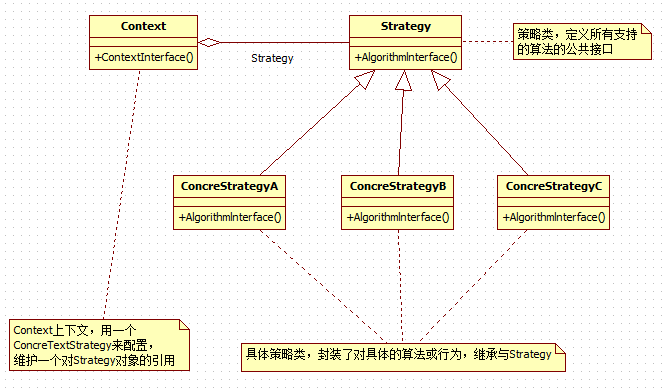 Context
+ContextInterface()
Strategy
Strategy
+AlgorithmInterface()
策略类，定义所有支持
的算法的公共接口
ConcreStrategyA
+AlgorithmInterface()
ConcreStrategyB
+AlgorithmInterface()
ConcreStrategyC
+AlgorithmInterface()
Context上下文，用一个
ConcreTextStrategy来配置，
维护一个对Strategy对象的引用
具体策略类，封装了对具体的算法或行为，继承与Strategy